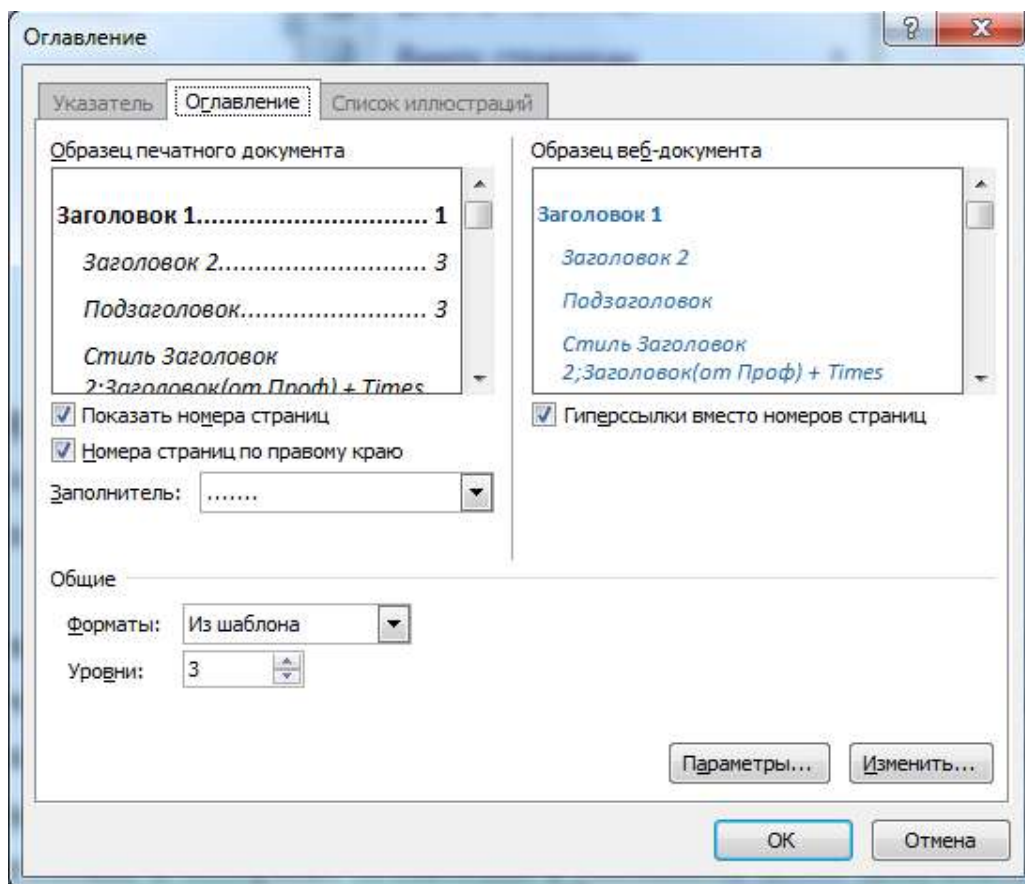 Оглавление
Указатель
Оглавление
Список иллюстраций
Образец печатного документа
Заголовок 1............................... 1
Заголовок 2............................ 3
Подзаголовок......................... 3
Стиль Заголовок
2;Заголовок(от Проф) + Times
Показать номера страниц
Номера страниц по правому краю
Заполнитель: .......
Образец веб-документа
Заголовок 1
Заголовок 2
Подзаголовок
Стиль Заголовок
2;Заголовок(от Проф) + Times
Гиперссылки вместо номеров страниц
Общие
Форматы: Из шаблона
Уровни: 3
Параметры...
Изменить...
ОК
Отмена